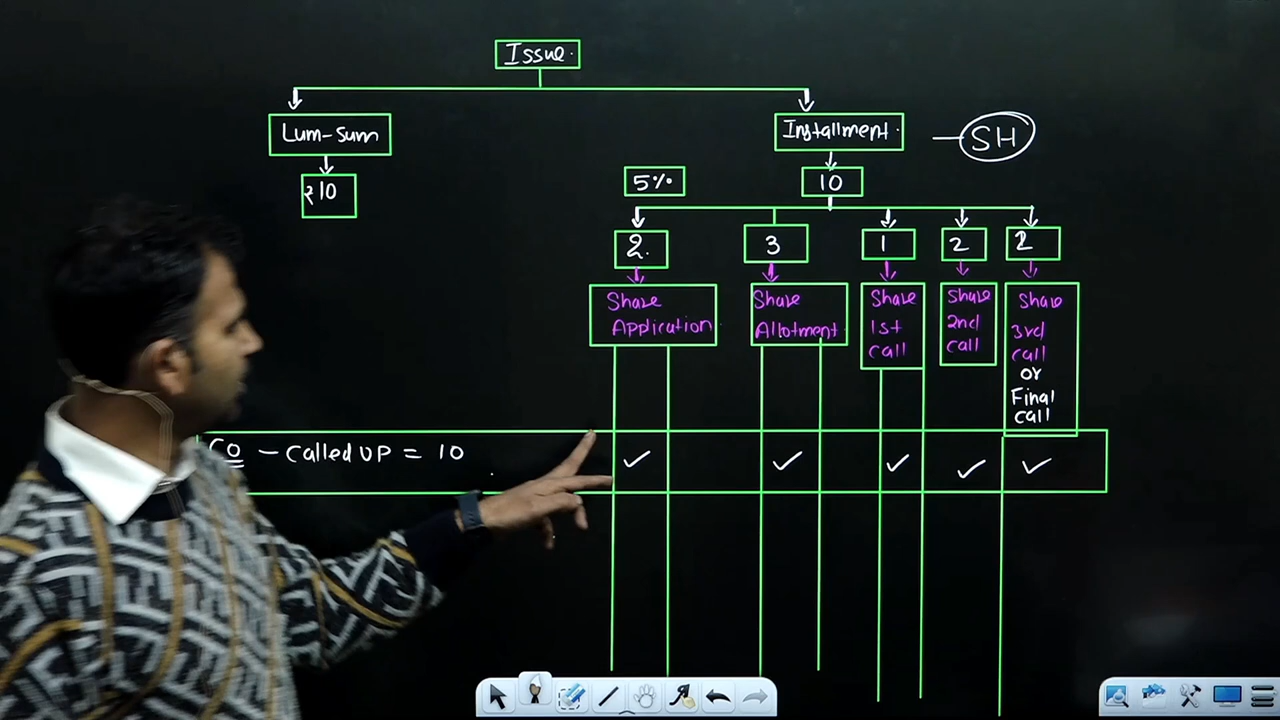 Issue.
Lum-Sum
Installment.
SH
₹10
5%
10
2.
3
1
2
2
Share
Application
Share
Allotment
Share
1st
call
Share
2nd
call
Share
3rd
call
or
Final
call
CO - Called UP = 10